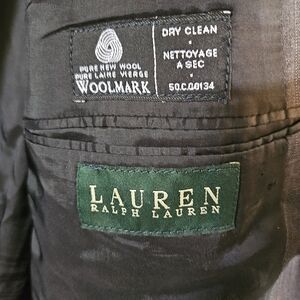 PURE NEW WOOL
PURE LAINE VIERGE
WOOLMARK
DRY CLEAN
NETTOYAGE
A SEC
50.C.00134
LAUREN
RALPH LAUREN